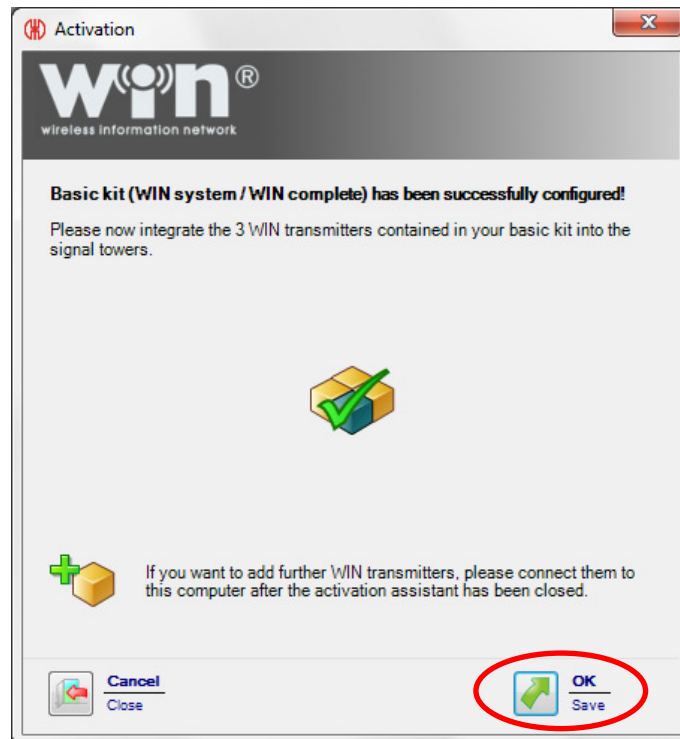 Activation
WIN®
wireless information network
Basic kit (WIN system / WIN complete) has been successfully configured!
Please now integrate the 3 WIN transmitters contained in your basic kit into the
signal towers.
If you want to add further WIN transmitters, please connect them to
this computer after the activation assistant has been closed.
Cancel
Close
OK
Save